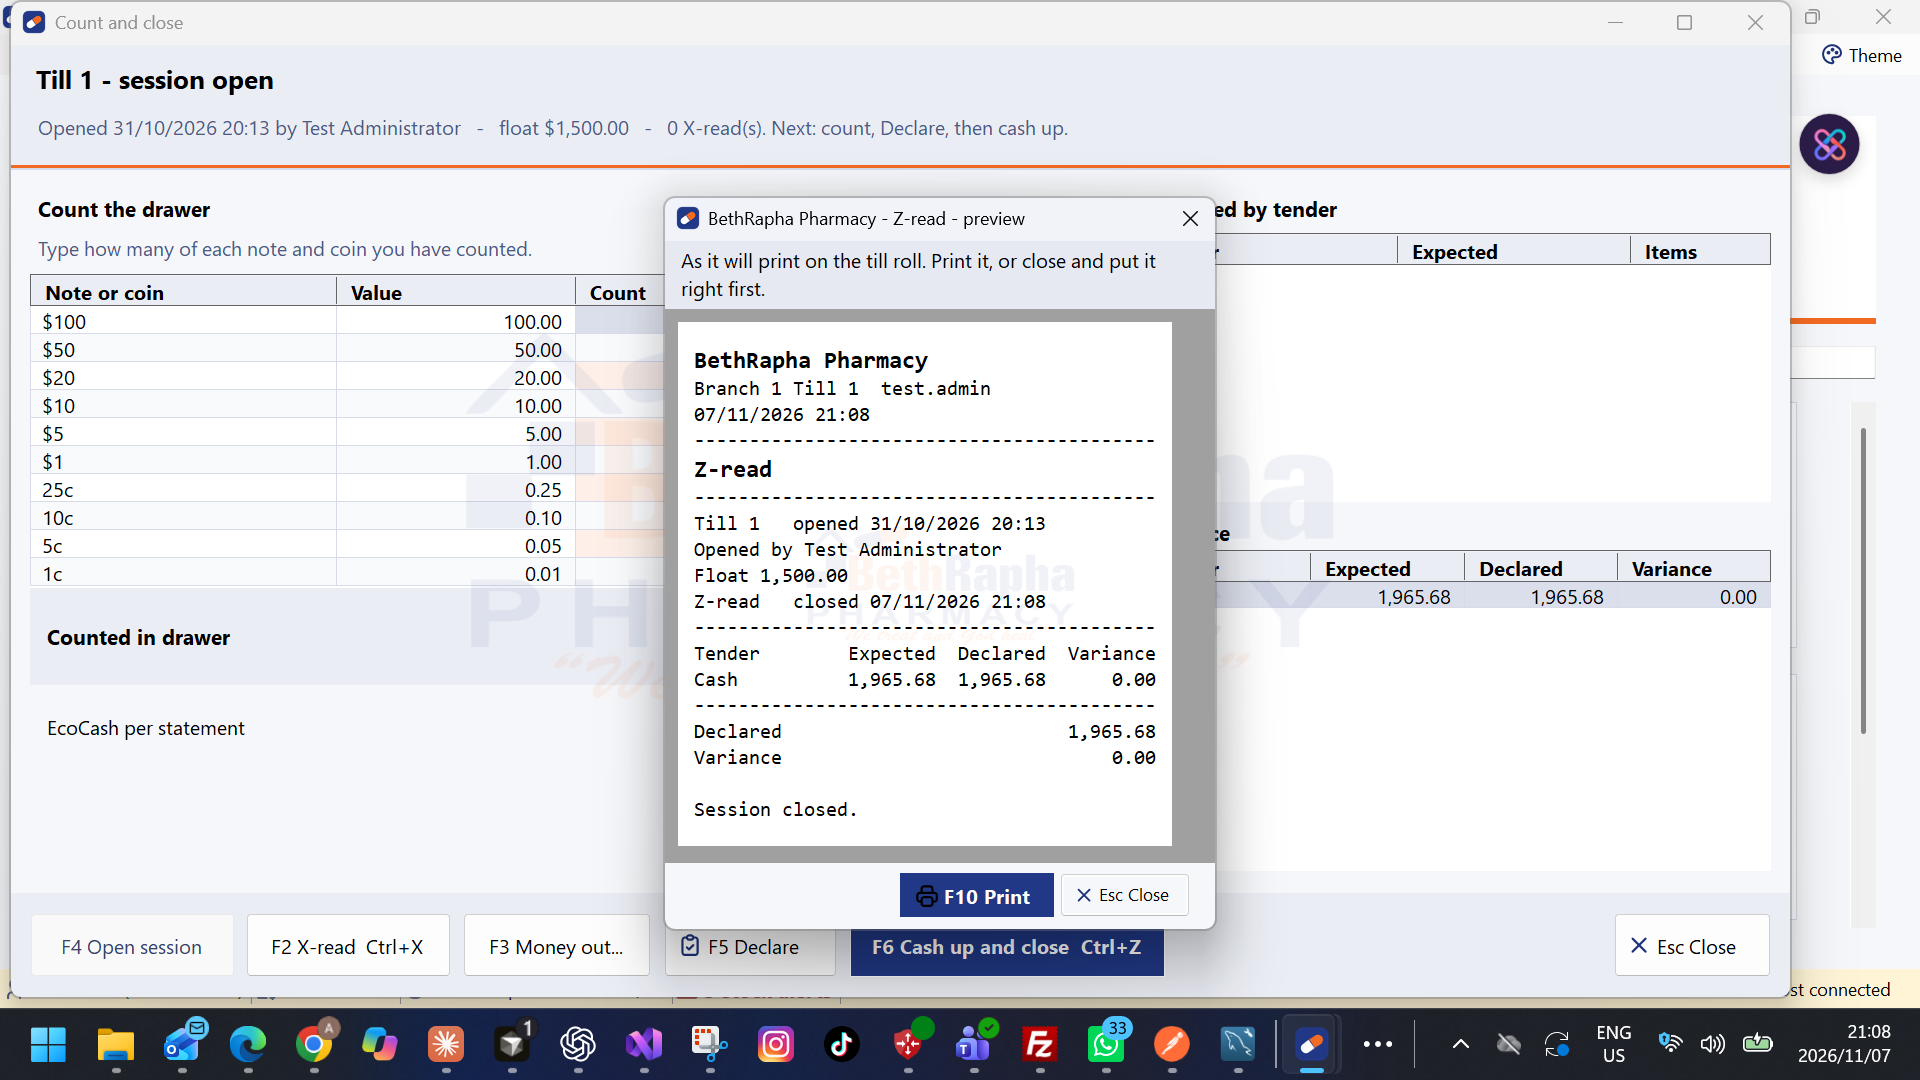 Count and close
Theme
Till 1 - session open
Opened 31/10/2026 20:13 by Test Administrator - float $1,500.00 - 0 X-read(s). Next: count, Declare, then cash up.
Count the drawer
Type how many of each note and coin you have counted.
Note or coin Value Count
$100 100.00
$50 50.00
$20 20.00
$10 10.00
$5 5.00
$1 1.00
25c 0.25
10c 0.10
5c 0.05
1c 0.01
Counted in drawer
EcoCash per statement
BethRapha Pharmacy - Z-read - preview
As it will print on the till roll. Print it, or close and put it
right first.
BethRapha Pharmacy
Branch 1 Till 1 test.admin
07/11/2026 21:08
------------------------------------------
Z-read
------------------------------------------
Till 1 opened 31/10/2026 20:13
Opened by Test Administrator
Float 1,500.00
Z-read closed 07/11/2026 21:08
------------------------------------------
Tender Expected Declared Variance
Cash 1,965.68 1,965.68 0.00
------------------------------------------
Declared 1,965.68
Variance 0.00
Session closed.
BethRapha
PHARMACY
F10 Print
Esc Close
by tender
Expected Items
Expected Declared Variance
1,965.68 1,965.68 0.00
F4 Open session
F2 X-read Ctrl+X
F3 Money out...
F5 Declare
F6 Cash up and close Ctrl+Z
Esc Close
connected
33
1
A
ENG
US
21:08
2026/11/07